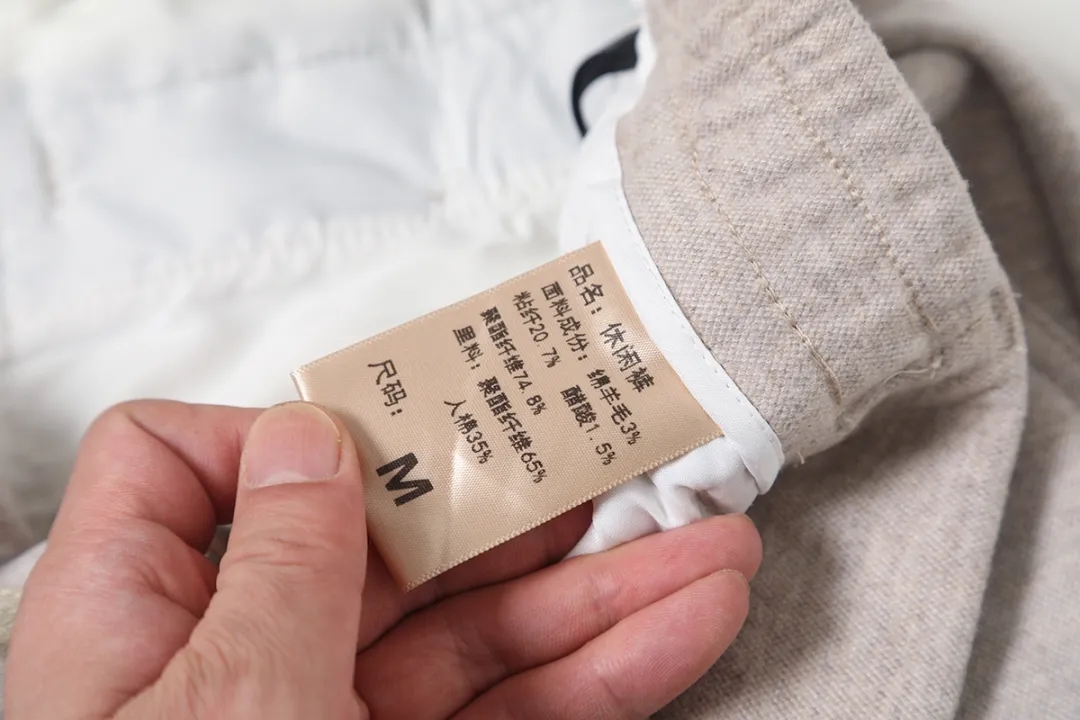 品名：休闲裤
面料成份：绵羊毛3%
粘纤20.7% 醋酸1.5%
聚酯纤维74.8%
里料：聚酯纤维65%
人棉35%
尺码：M